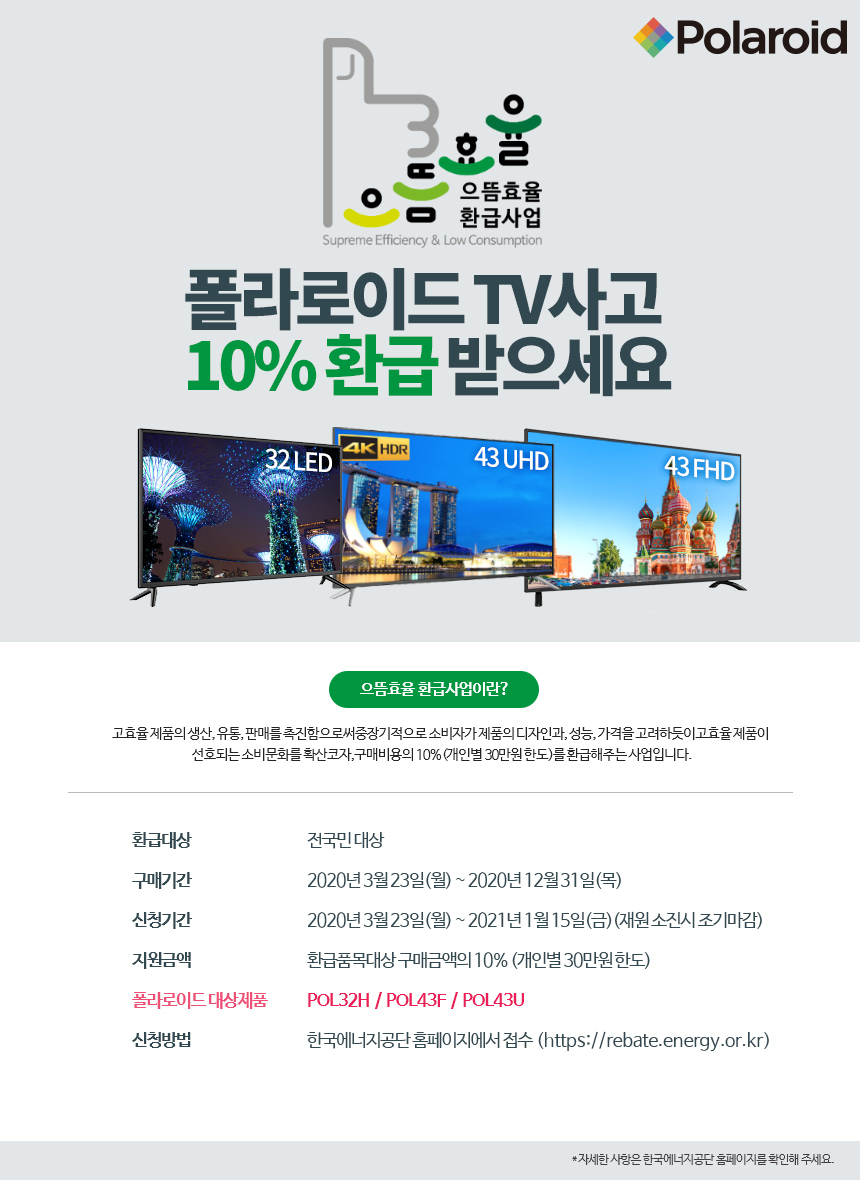 Polaroid
으뜸효율
으뜸효율
환급사업
Supreme Efficiency & Low Consumption
폴라로이드 TV사고
10% 환급 받으세요
32 LED
4K HDR
43 UHD
43 FHD
으뜸효율 환급사업이란?
고효율 제품의 생산, 유통, 판매를 촉진함으로써중장기적으로 소비자가 제품의 디자인과, 성능, 가격을 고려하듯이고효율 제품이
선호되는 소비문화를 확산코자,구매비용의 10% (개인별 30만원 한도)를 환급해주는 사업입니다.
환급대상 전국민 대상
구매기간 2020년 3월 23일(월) ~ 2020년 12월 31일(목)
신청기간 2020년 3월 23일(월) ~ 2021년 1월 15일(금) (재원 소진시 조기마감)
지원금액 환급품목대상 구매금액의 10% (개인별 30만원 한도)
폴라로이드 대상제품 POL32H / POL43F / POL43U
신청방법 한국에너지공단 홈페이지에서 접수 (https://rebate.energy.or.kr)
*자세한 사항은 한국에너지공단 홈페이지를 확인해 주세요.